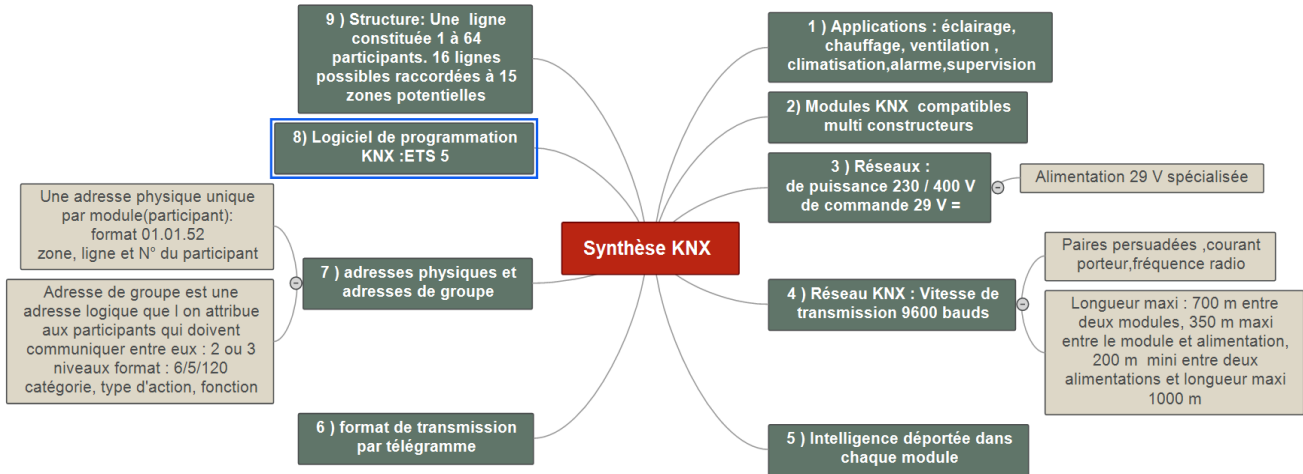 Synthèse KNX
1 ) Applications : éclairage,
chauffage, ventilation ,
climatisation,alarme,supervision
2) Modules KNX  compatibles
multi constructeurs
3 ) Réseaux :
de puissance 230 / 400 V
de commande 29 V =
Alimentation 29 V spécialisée
4 ) Réseau KNX : Vitesse de
transmission 9600 bauds
Paires persuadées ,courant
porteur,fréquence radio
Longueur maxi : 700 m entre
deux modules, 350 m maxi
entre le module et alimentation,
200 m  mini entre deux
alimentations et longueur maxi
1000 m
5 ) Intelligence déportée dans
chaque module
6 ) format de transmission
par télégramme
7 ) adresses physiques et
adresses de groupe
Une adresse physique unique
par module(participant):
format 01.01.52
zone, ligne et N° du participant
Adresse de groupe est une
adresse logique que l on attribue
aux participants qui doivent
communiquer entre eux : 2 ou 3
niveaux format : 6/5/120
catégorie, type d'action, fonction
8) Logiciel de programmation
KNX :ETS 5
9 ) Structure: Une  ligne
constituée 1 à 64
participants. 16 lignes
possibles raccordées à 15
zones potentielles